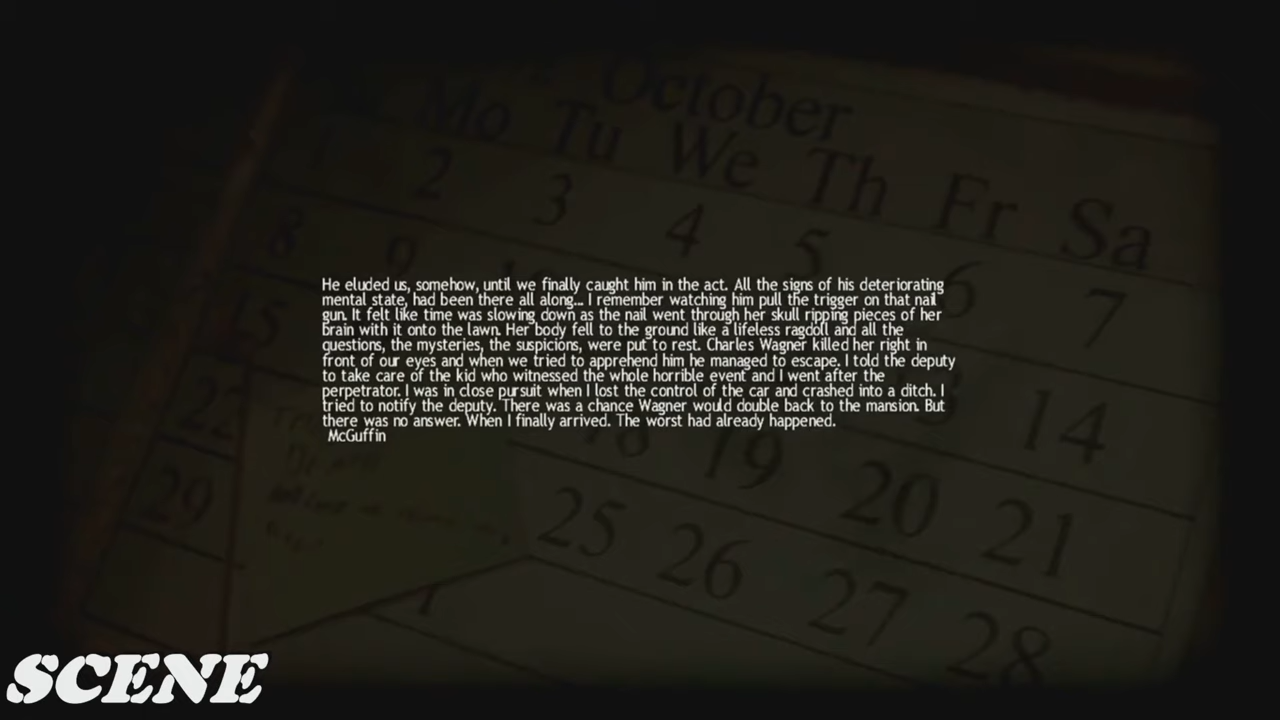 October
Mo Tu We Th Fr Sa
1 2 3 4 5 6 7
8 9 14
15
18 19 20 21
22
25 26 27 28
29
He eluded us, somehow, until we finally caught him in the act. All the signs of his deteriorating
mental state, had been there all along... I remember watching him pull the trigger on that nail
gun. It felt like time was slowing down as the nail went through her skull ripping pieces of her
brain with it onto the lawn. Her body fell to the ground like a lifeless ragdoll and all the
questions, the mysteries, the suspicions, were put to rest. Charles Wagner killed her right in
front of our eyes and when we tried to apprehend him he managed to escape. I told the deputy
to take care of the kid who witnessed the whole horrible event and I went after the
perpetrator. I was in close pursuit when I lost the control of the car and crashed into a ditch. I
tried to notify the deputy. There was a chance Wagner would double back to the mansion. But
there was no answer. When I finally arrived. The worst had already happened.
McGuffin
SCENE